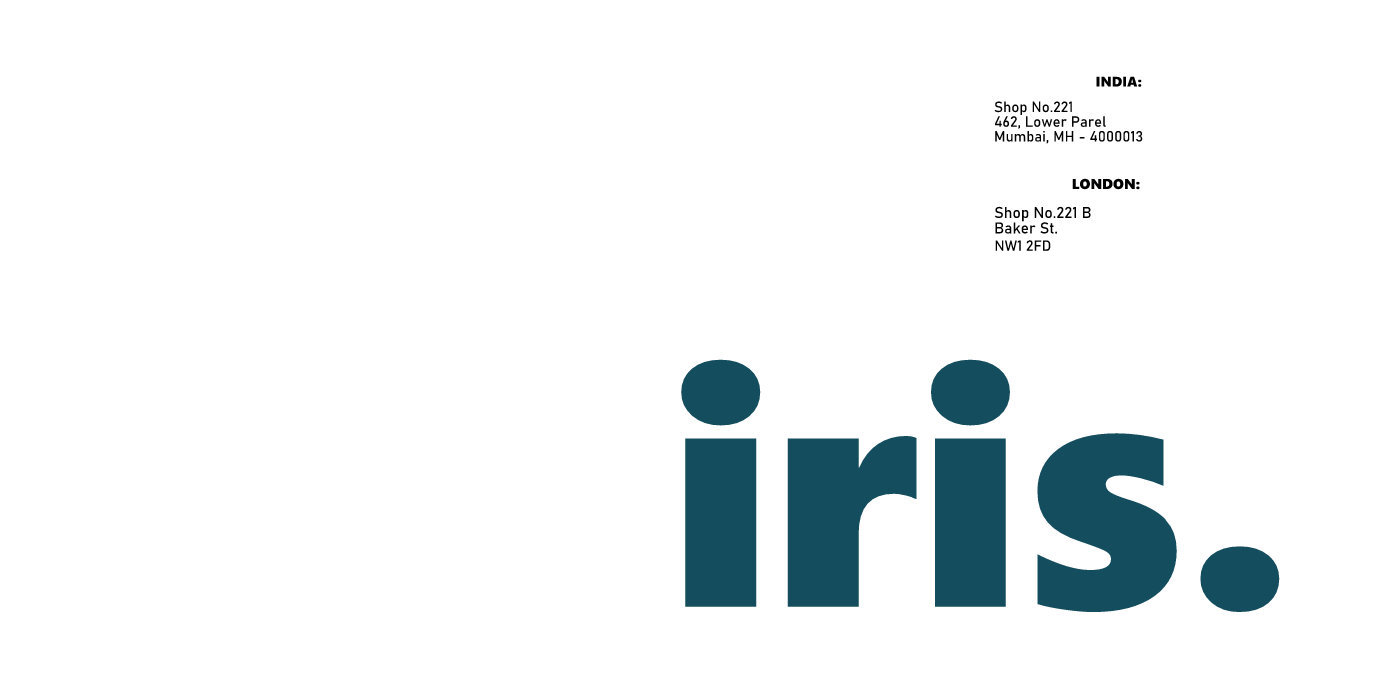 INDIA:
Shop No.221
462, Lower Parel
Mumbai, MH - 4000013
LONDON:
Shop No.221 B
Baker St.
NW1 2FD
iris.